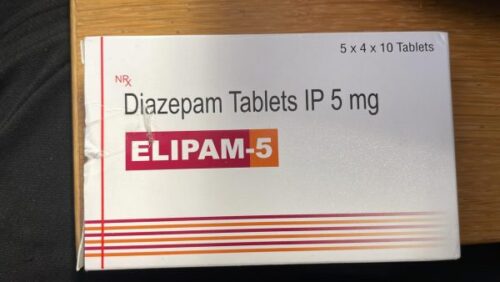 5 x 4 x 10 Tablets
NRx
Diazepam Tablets IP 5 mg
ELIPAM-5